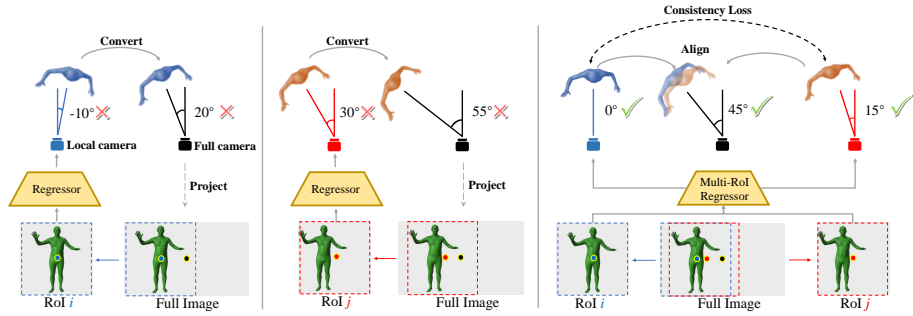 Convert
-10°
20°
Local camera
Full camera
Regressor
Project
RoI i
Full Image
Convert
30°
55°
Regressor
Project
RoI j
Full Image
Consistency Loss
Align
0°
45°
15°
Multi-RoI
Regressor
RoI i
Full Image
RoI j